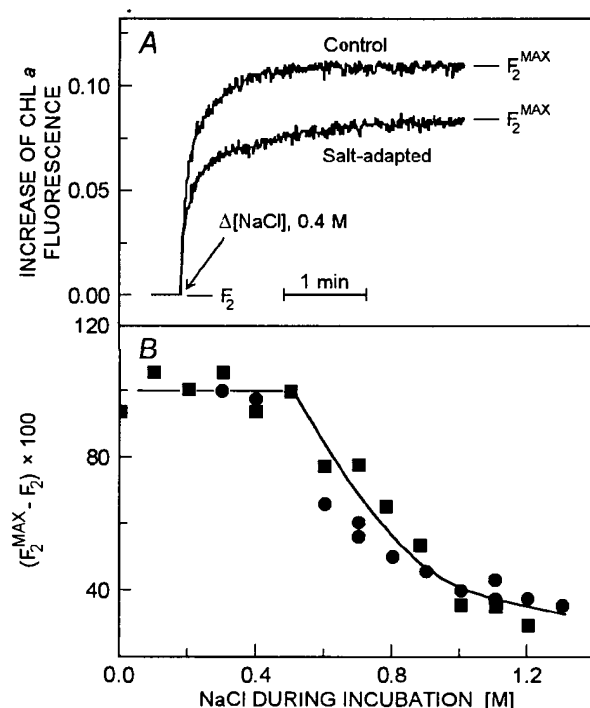 A
Control
F₂ᴹᴬˣ
F₂ᴹᴬˣ
Salt-adapted
Δ[NaCl], 0.4 M
1 min
F₂
INCREASE OF CHL a
FLUORESCENCE
0.10
0.05
0.00
B
(F₂ᴹᴬˣ - F₂) × 100
120
80
40
0.0 0.4 0.8 1.2
NaCl DURING INCUBATION [M]